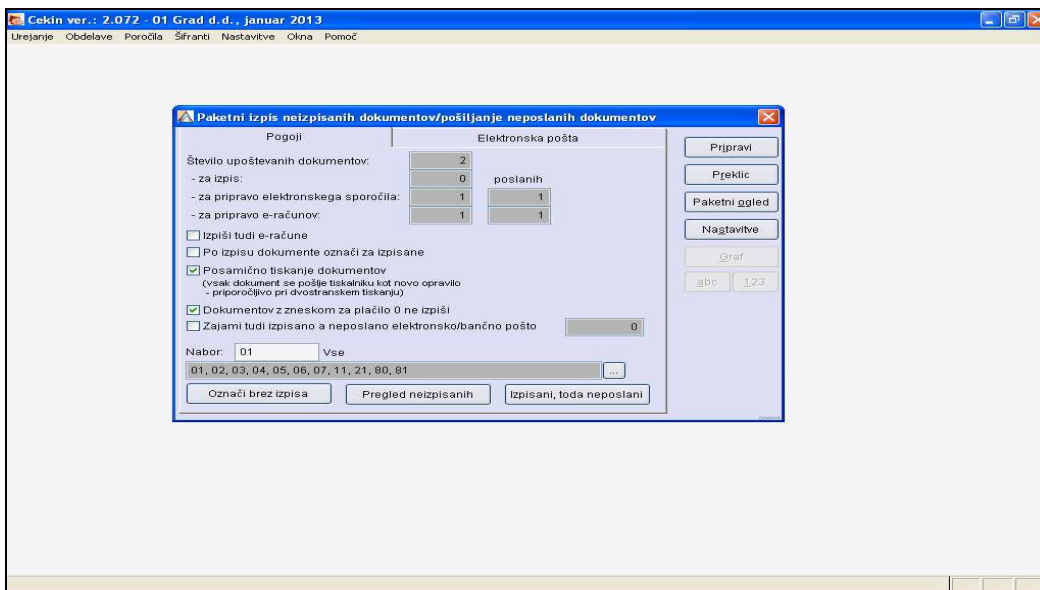 Cekin ver.: 2.072 - 01 Grad d.d., januar 2013
Urejanje Obdelave Poročila Šifranti Nastavitve Okna Pomoč
Paketni izpis neizpisanih dokumentov/pošiljanje neposlanih dokumentov
Pogoji Elektronska pošta
Število upoštevanih dokumentov: 2
- za izpis: 0 poslanih
- za pripravo elektronskega sporočila: 1 1
- za pripravo e-računov: 1 1
Izpiši tudi e-račune
Po izpisu dokumente označi za izpisane
Posamično tiskanje dokumentov
(vsak dokument se pošlje tiskalniku kot novo opravilo
- priporočljivo pri dvostranskem tiskanju)
Dokumentov z zneskom za plačilo 0 ne izpiši
Zajami tudi izpisano a neposlano elektronsko/bančno pošto 0
Nabor: 01 Vse
01, 02, 03, 04, 05, 06, 07, 11, 21, 80, 81 ...
Označi brez izpisa Pregled neizpisanih Izpisani, toda neposlani
Pripravi
Preklic
Paketni ogled
Nastavitve
Graf
abc 123